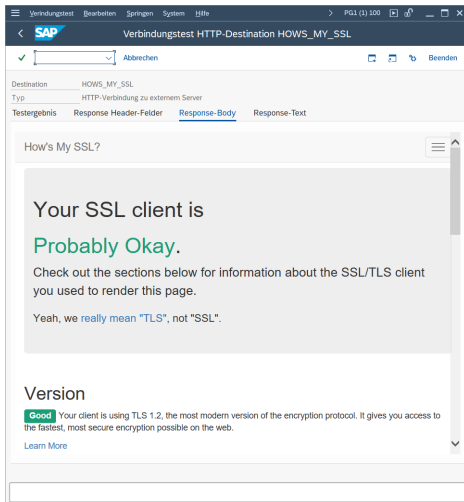 Verbindungstest Bearbeiten Springen System Hilfe PG1 (1) 100
SAP Verbindungstest HTTP-Destination HOWS_MY_SSL
Abbrechen Beenden
Destination HOWS_MY_SSL
Typ HTTP-Verbindung zu externem Server
Testergebnis Response Header-Felder Response-Body Response-Text
How's My SSL?
Your SSL client is
Probably Okay.
Check out the sections below for information about the SSL/TLS client
you used to render this page.
Yeah, we really mean "TLS", not "SSL".
Version
Good Your client is using TLS 1.2, the most modern version of the encryption protocol. It gives you access to
the fastest, most secure encryption possible on the web.
Learn More